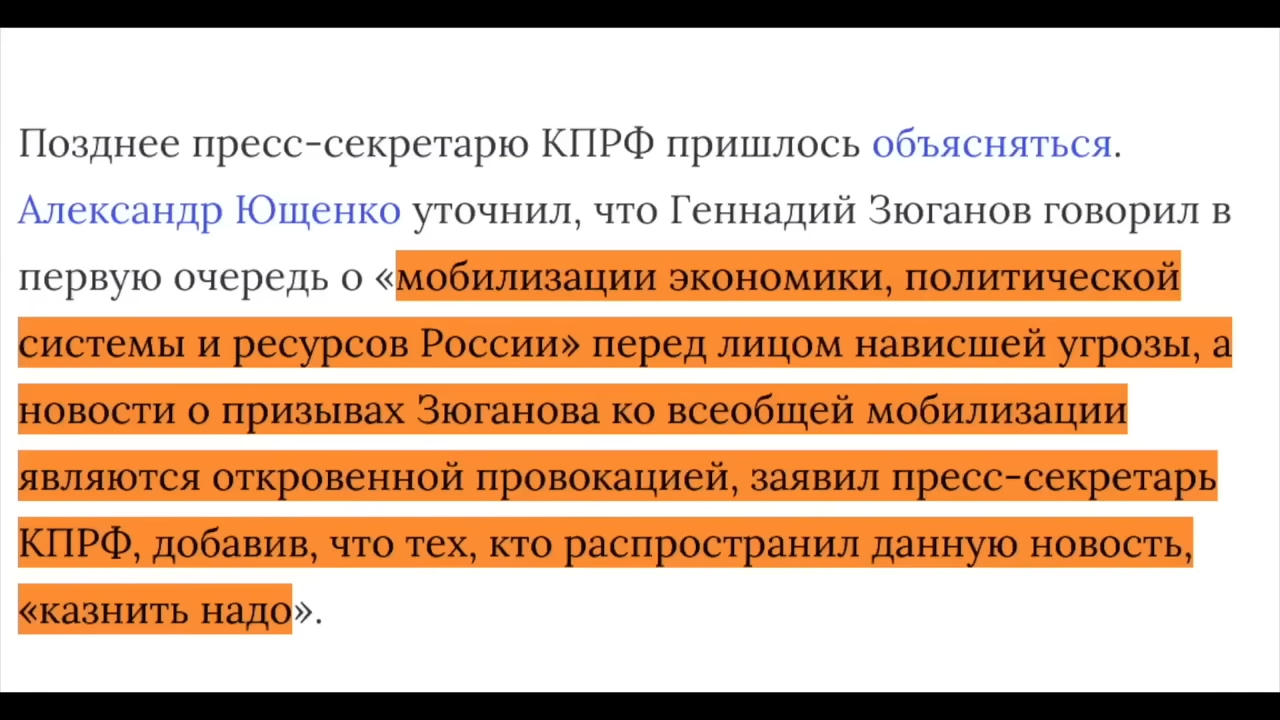 Позднее пресс-секретарю КПРФ пришлось объясняться.
Александр Ющенко уточнил, что Геннадий Зюганов говорил в
первую очередь о «мобилизации экономики, политической
системы и ресурсов России» перед лицом нависшей угрозы, а
новости о призывах Зюганова ко всеобщей мобилизации
являются откровенной провокацией, заявил пресс-секретарь
КПРФ, добавив, что тех, кто распространил данную новость,
«казнить надо».